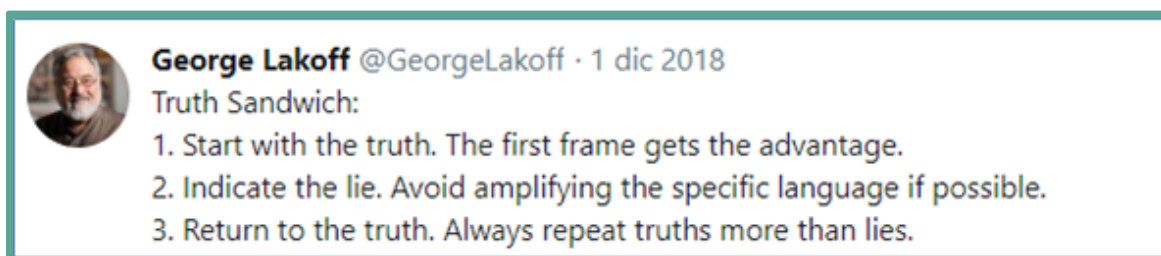 George Lakoff @GeorgeLakoff · 1 dic 2018
Truth Sandwich:
1. Start with the truth. The first frame gets the advantage.
2. Indicate the lie. Avoid amplifying the specific language if possible.
3. Return to the truth. Always repeat truths more than lies.